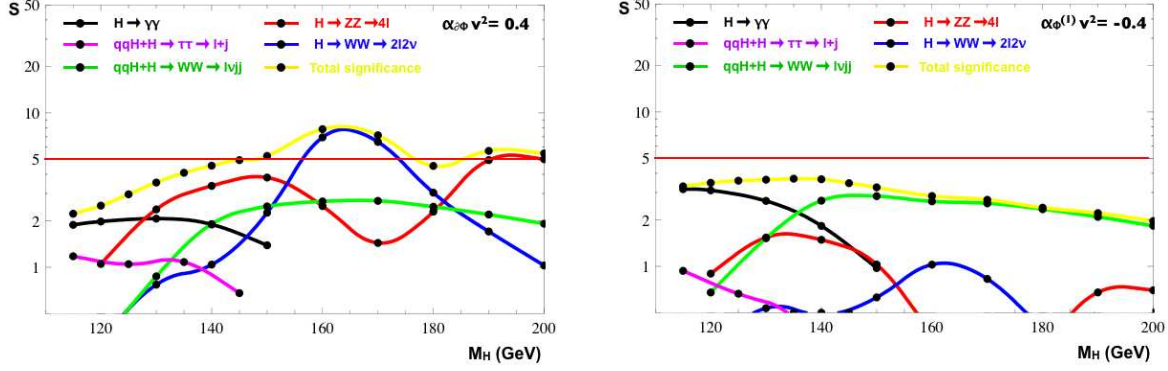 S
H → γγ
H → ZZ → 4l
α∂Φ v²= 0.4
qqH+H → ττ → l+j
H → WW → 2l2ν
qqH+H → WW → lνjj
Total significance
50
20
10
5
2
1
120 140 160 180 200
MH (GeV)
S
H → γγ
H → ZZ → 4l
αΦ(1) v²= -0.4
qqH+H → ττ → l+j
H → WW → 2l2ν
qqH+H → WW → lνjj
Total significance
50
20
10
5
2
1
120 140 160 180 200
MH (GeV)